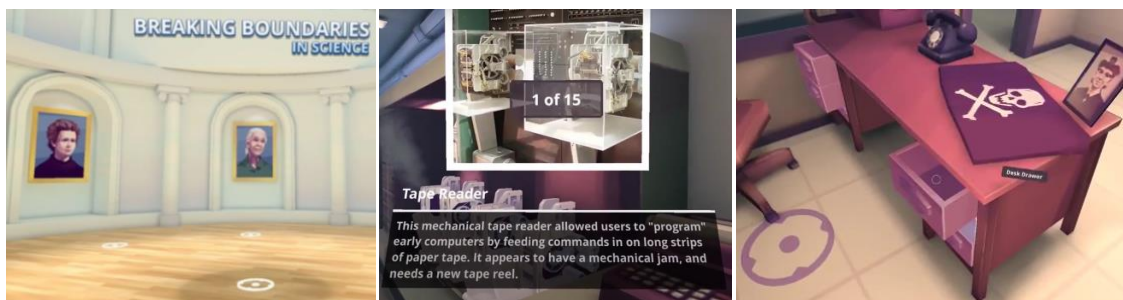 BREAKING BOUNDARIES
IN SCIENCE
1 of 15
Tape Reader
This mechanical tape reader allowed users to "program"
early computers by feeding commands in on long strips
of paper tape. It appears to have a mechanical jam, and
needs a new tape reel.
Desk Drawer